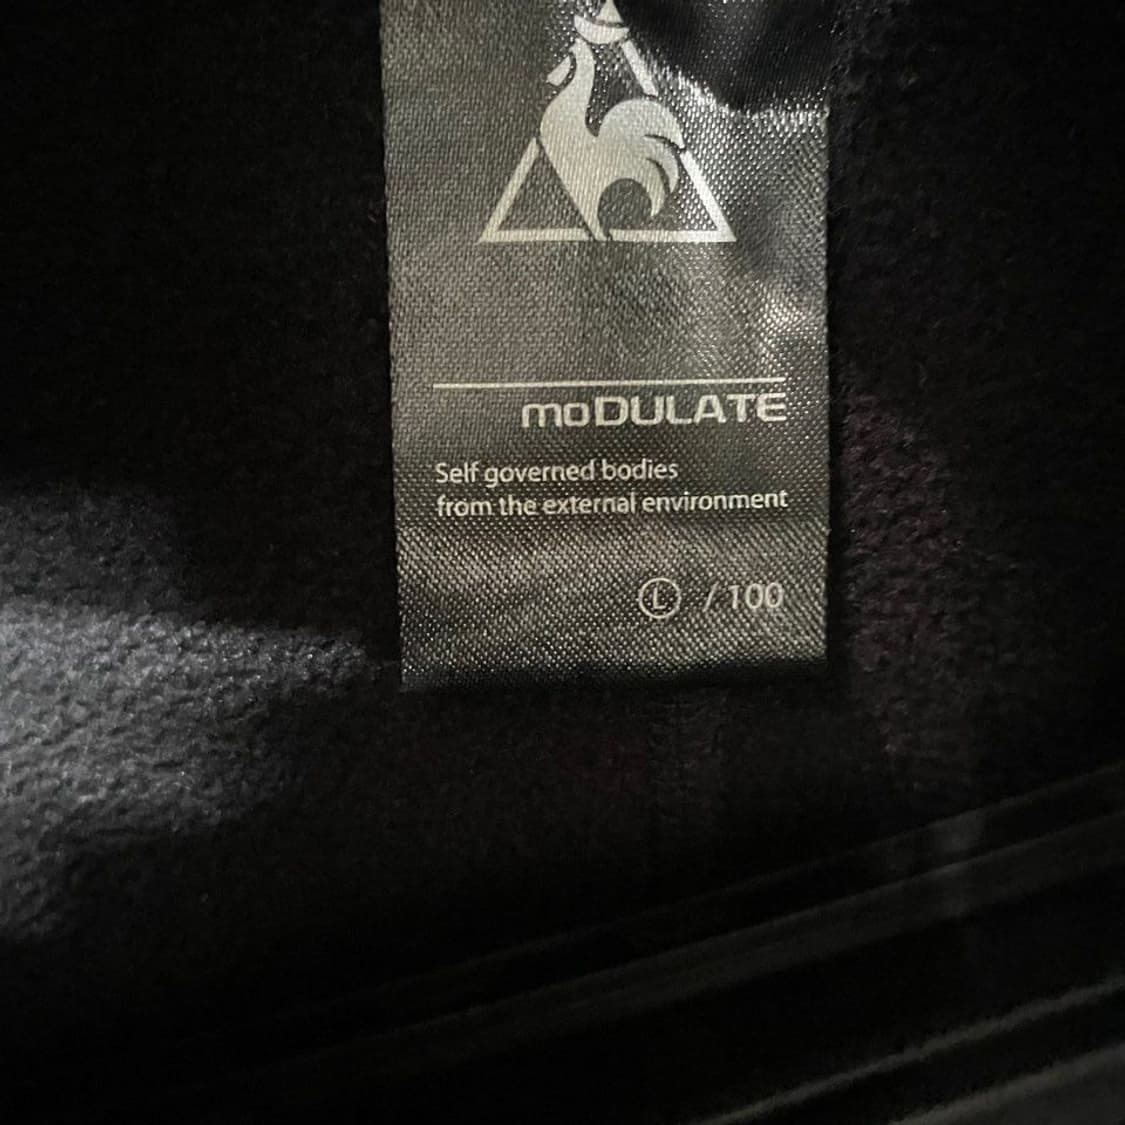 moDULATE
Self governed bodies
from the external environment
L / 100